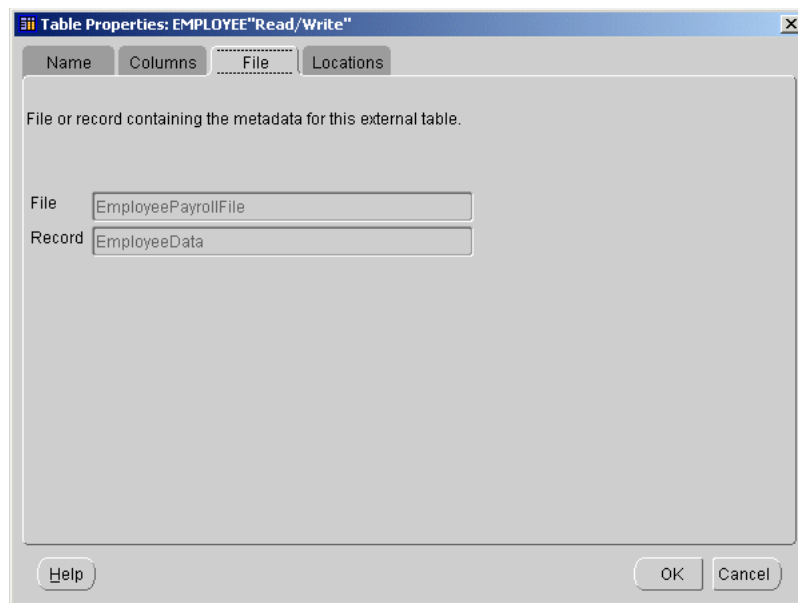 Table Properties: EMPLOYEE"Read/Write"
Name Columns File Locations
File or record containing the metadata for this external table.
File EmployeePayrollFile
Record EmployeeData
Help OK Cancel